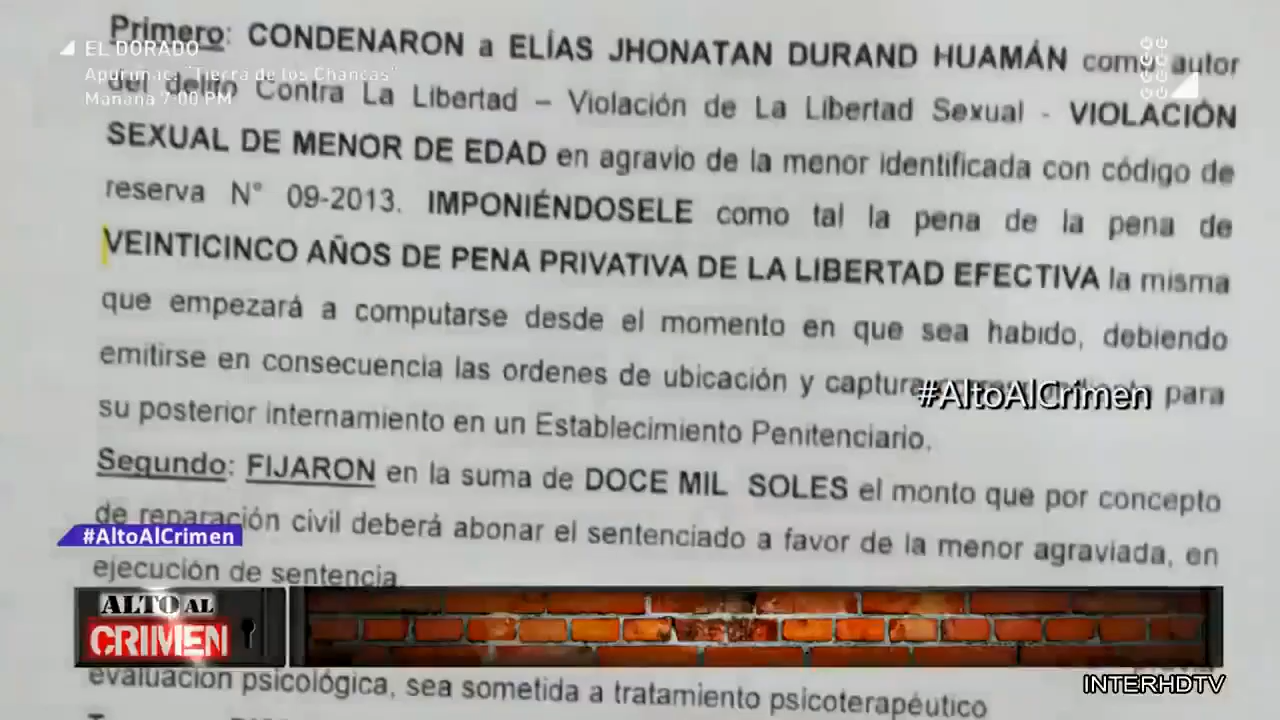 Primero: CONDENARON a ELÍAS JHONATAN DURAND HUAMÁN como autor
EL DORADO
Apurímac: "Tierra de los Chancas"
Mañana 7:00 PM
del delito Contra La Libertad – Violación de La Libertad Sexual - VIOLACIÓN
SEXUAL DE MENOR DE EDAD en agravio de la menor identificada con código de
reserva N° 09-2013. IMPONIÉNDOSELE como tal la pena de la pena de
VEINTICINCO AÑOS DE PENA PRIVATIVA DE LA LIBERTAD EFECTIVA la misma
que empezará a computarse desde el momento en que sea habido, debiendo
emitirse en consecuencia las ordenes de ubicación y captura para
#AltoAlCrimen
su posterior internamiento en un Establecimiento Penitenciario.
Segundo: FIJARON en la suma de DOCE MIL SOLES el monto que por concepto
de reparación civil deberá abonar el sentenciado a favor de la menor agraviada, en
#AltoAlCrimen
ejecución de sentencia.
ALTO AL
CRIMEN
evaluación psicológica, sea sometida a tratamiento psicoterapéutico
INTERHDTV